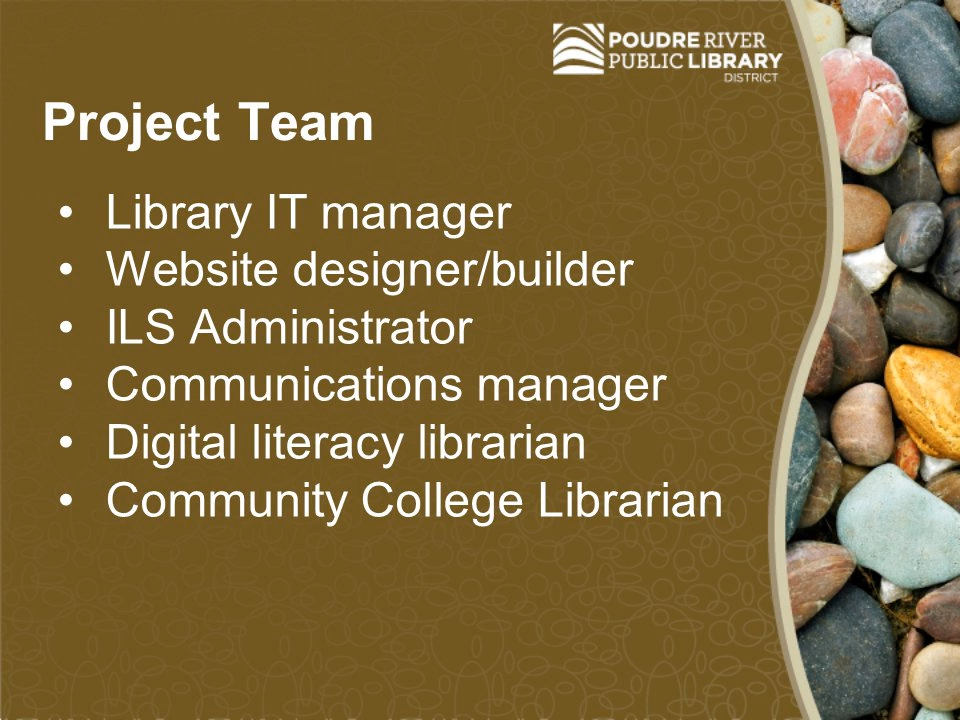 POUDRE RIVER
PUBLIC LIBRARY
DISTRICT
Project Team
• Library IT manager
• Website designer/builder
• ILS Administrator
• Communications manager
• Digital literacy librarian
• Community College Librarian